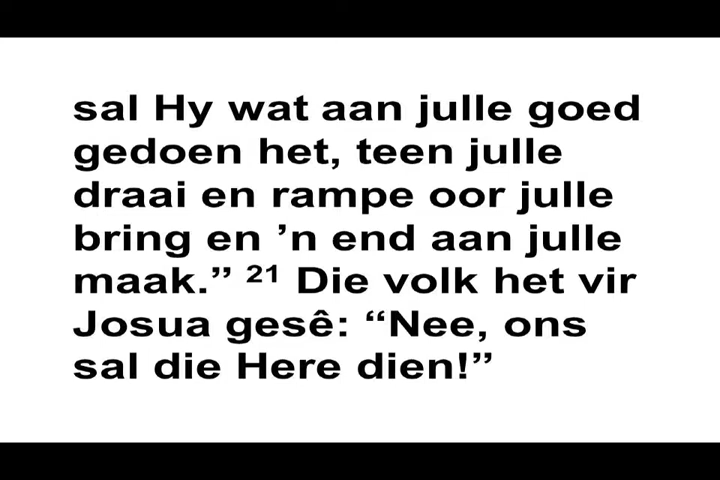 sal Hy wat aan julle goed
gedoen het, teen julle
draai en rampe oor julle
bring en ’n end aan julle
maak.” 21 Die volk het vir
Josua gesê: “Nee, ons
sal die Here dien!”